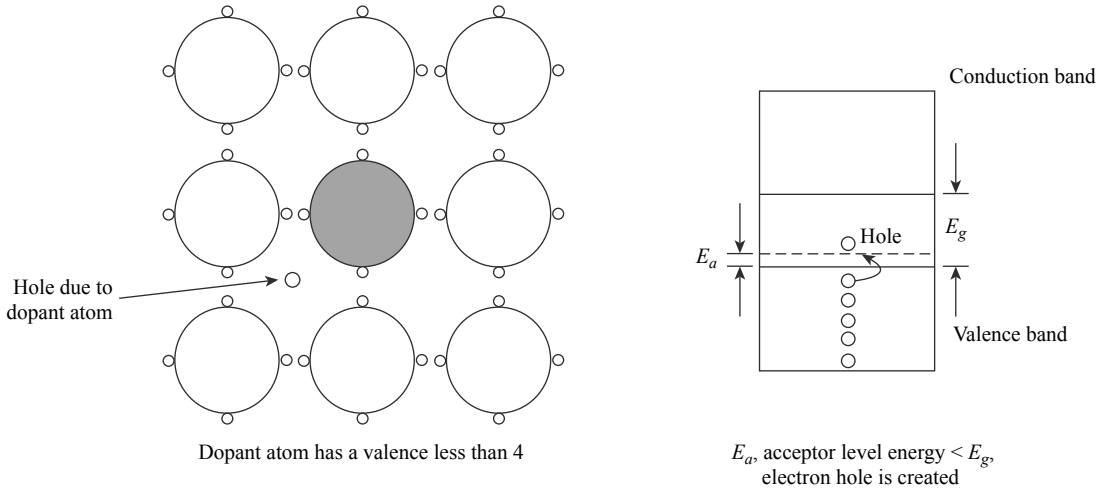 Hole due to
dopant atom
Dopant atom has a valence less than 4
Conduction band
E_g
Hole
E_a
Valence band
E_a, acceptor level energy < E_g,
electron hole is created